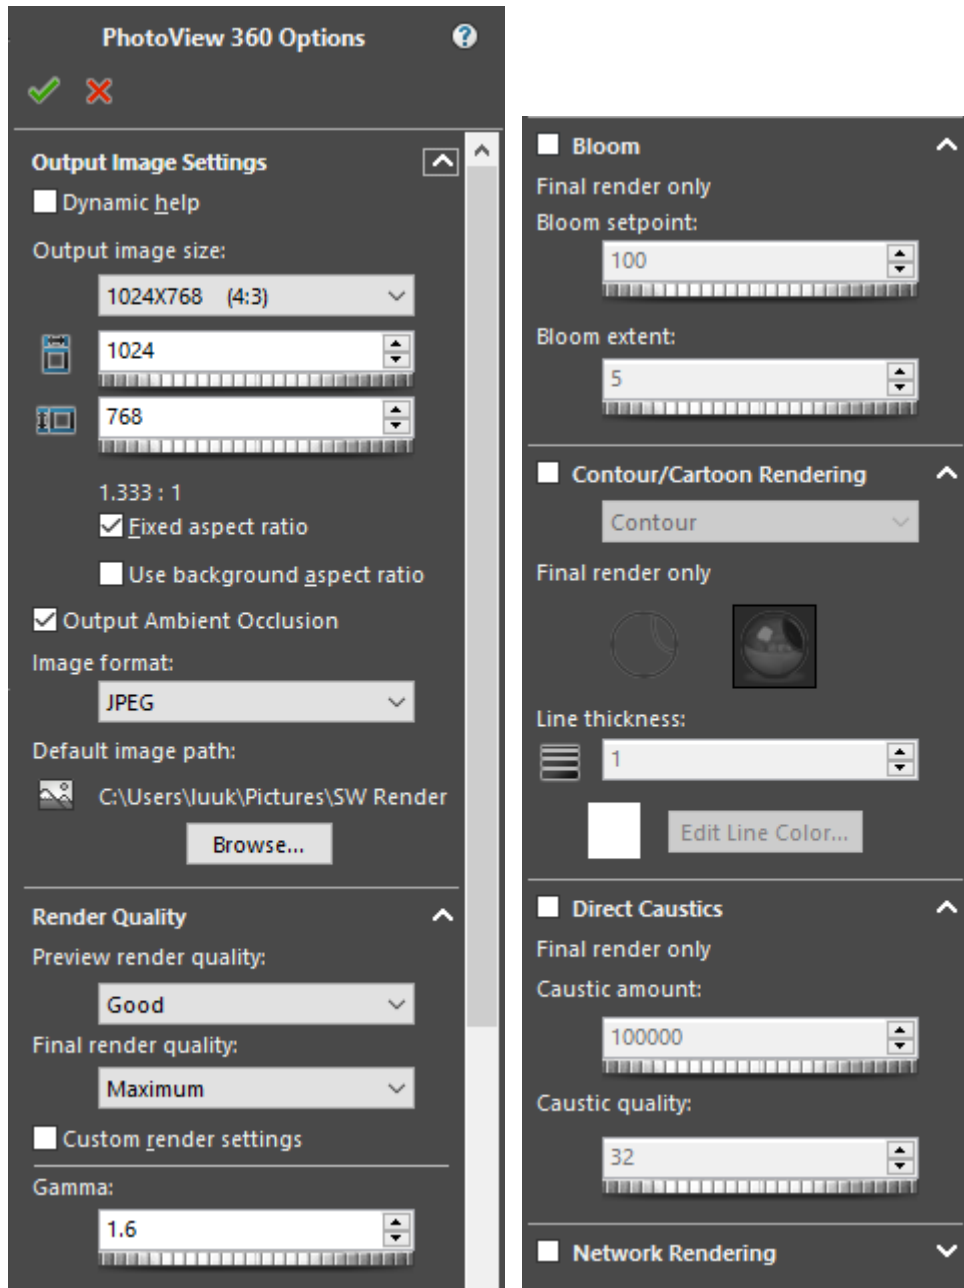 PhotoView 360 Options
?
Output Image Settings
Dynamic help
Output image size:
1024X768 (4:3)
1024
768
1.333 : 1
Fixed aspect ratio
Use background aspect ratio
Output Ambient Occlusion
Image format:
JPEG
Default image path:
C:\Users\luuk\Pictures\SW Render
Browse...
Render Quality
Preview render quality:
Good
Final render quality:
Maximum
Custom render settings
Gamma:
1.6
Bloom
Final render only
Bloom setpoint:
100
Bloom extent:
5
Contour/Cartoon Rendering
Contour
Final render only
Line thickness:
1
Edit Line Color...
Direct Caustics
Final render only
Caustic amount:
100000
Caustic quality:
32
Network Rendering